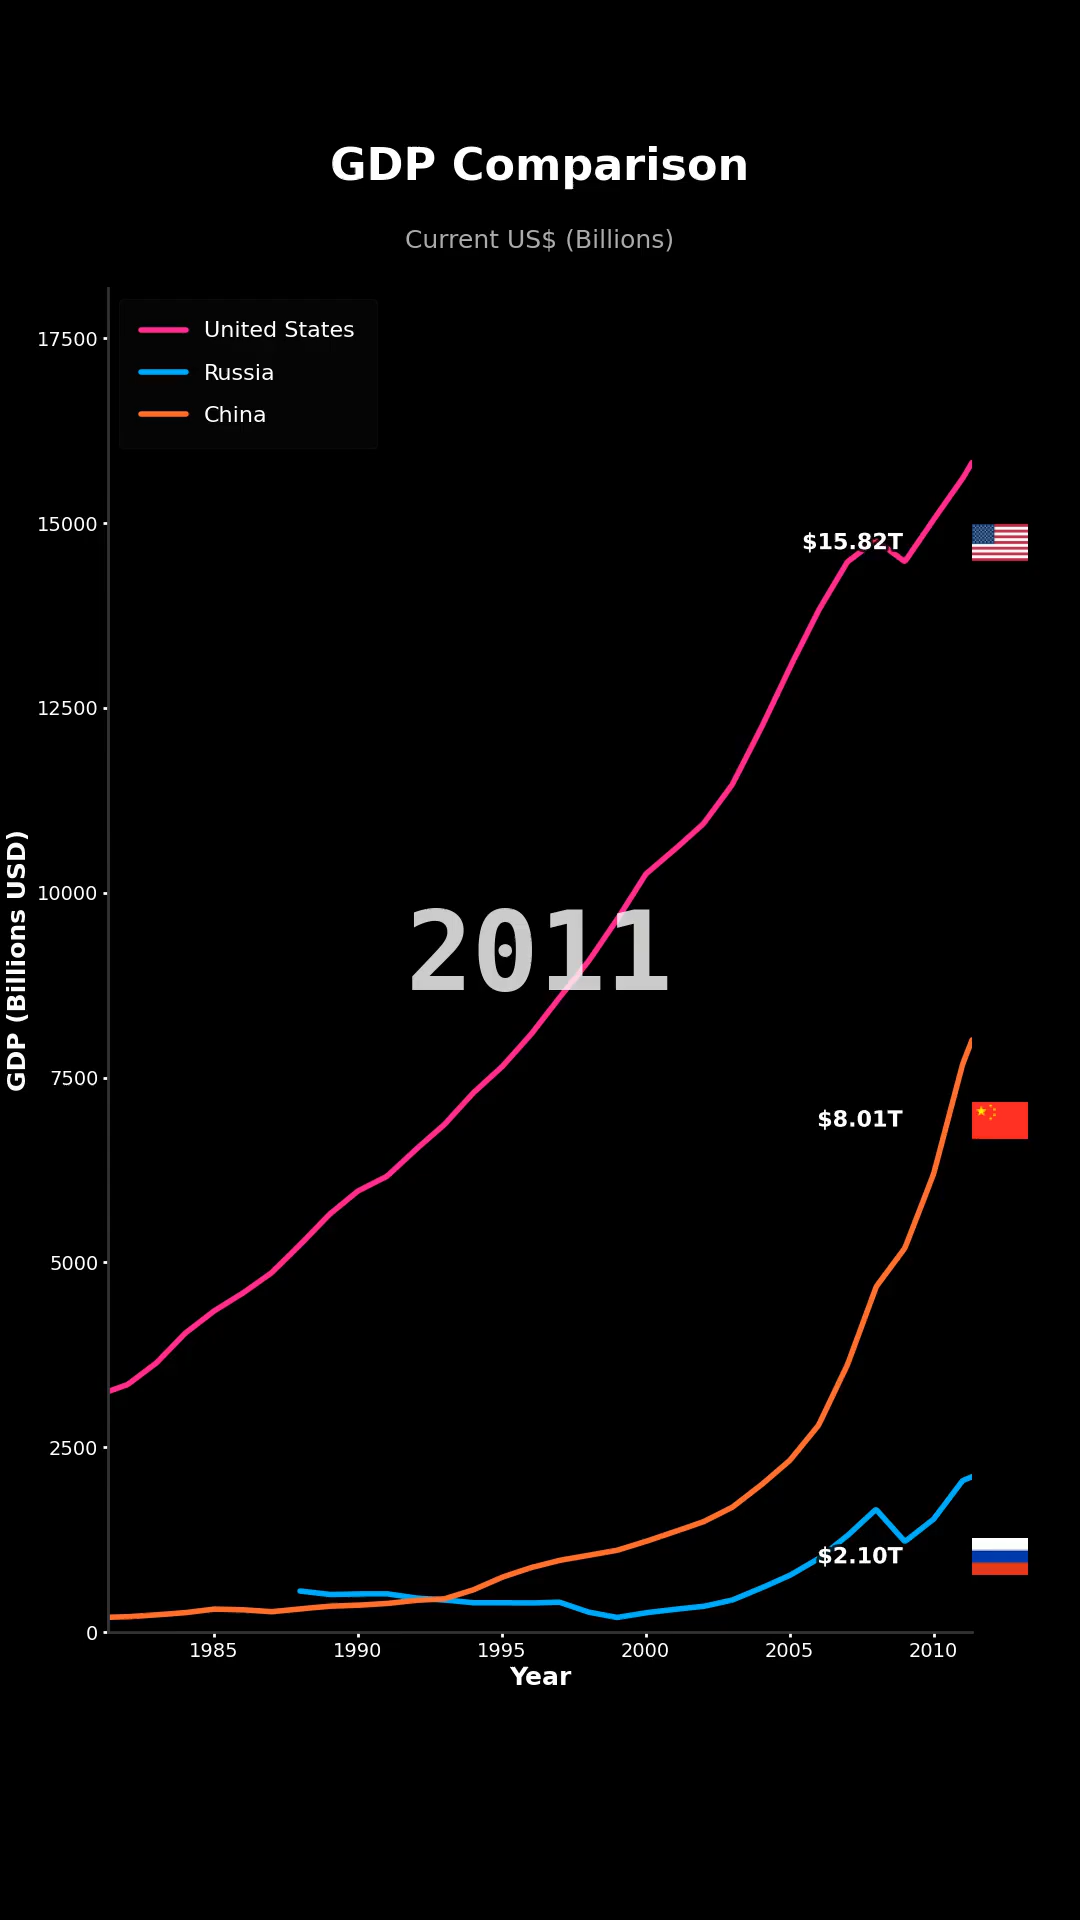 GDP Comparison
Current US$ (Billions)
United States
Russia
China
17500
15000
12500
10000
7500
5000
2500
0
GDP (Billions USD)
$15.82T
2011
$8.01T
$2.10T
1985 1990 1995 2000 2005 2010
Year